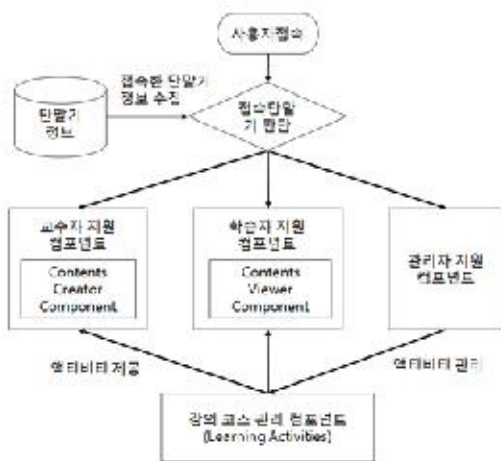 사용자접속
접속한 단말기
정보 수집
단말기
정보
접속단말
기 판단
교수자 지원
컴포넌트
Contents
Creator
Component
학습자 지원
컴포넌트
Contents
Viewer
Component
관리자 지원
컴포넌트
액티비티 제공
액티비티 관리
강의 코스 관리 컴포넌트
(Learning Activities)